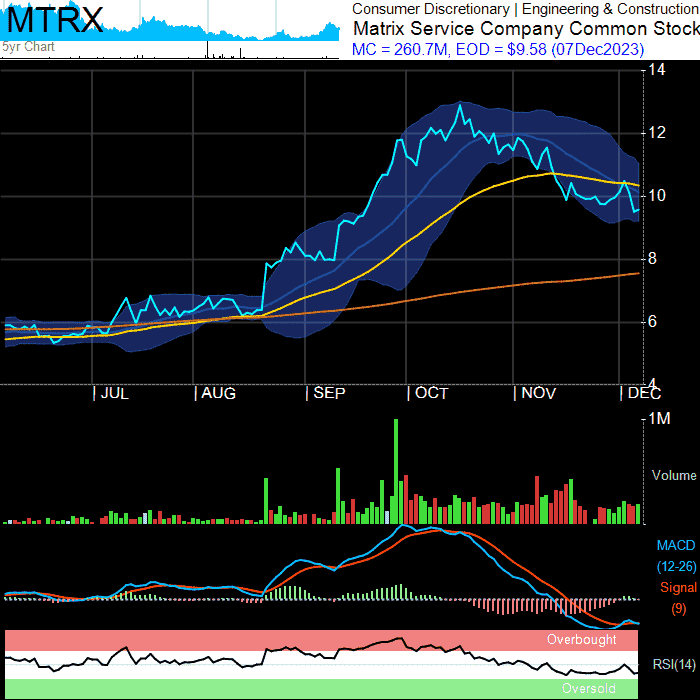 MTRX
5yr Chart
Consumer Discretionary | Engineering & Construction
Matrix Service Company Common Stock
MC = 260.7M, EOD = $9.58 (07Dec2023)
14
12
10
8
6
4
JUL AUG SEP OCT NOV DEC
1M
Volume
MACD
(12-26)
Signal
(9)
Overbought
RSI(14)
Oversold